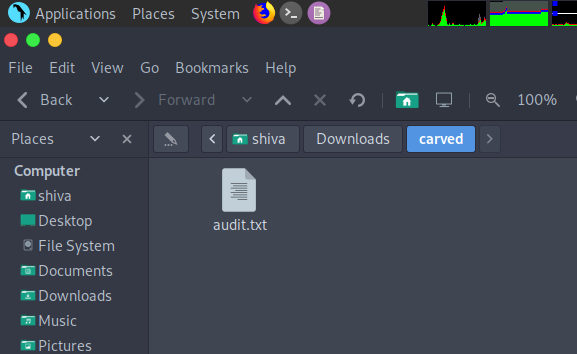 Applications Places System
File Edit View Go Bookmarks Help
Back Forward 100%
Places shiva Downloads carved
Computer
shiva
Desktop
File System
Documents
Downloads
Music
Pictures
audit.txt